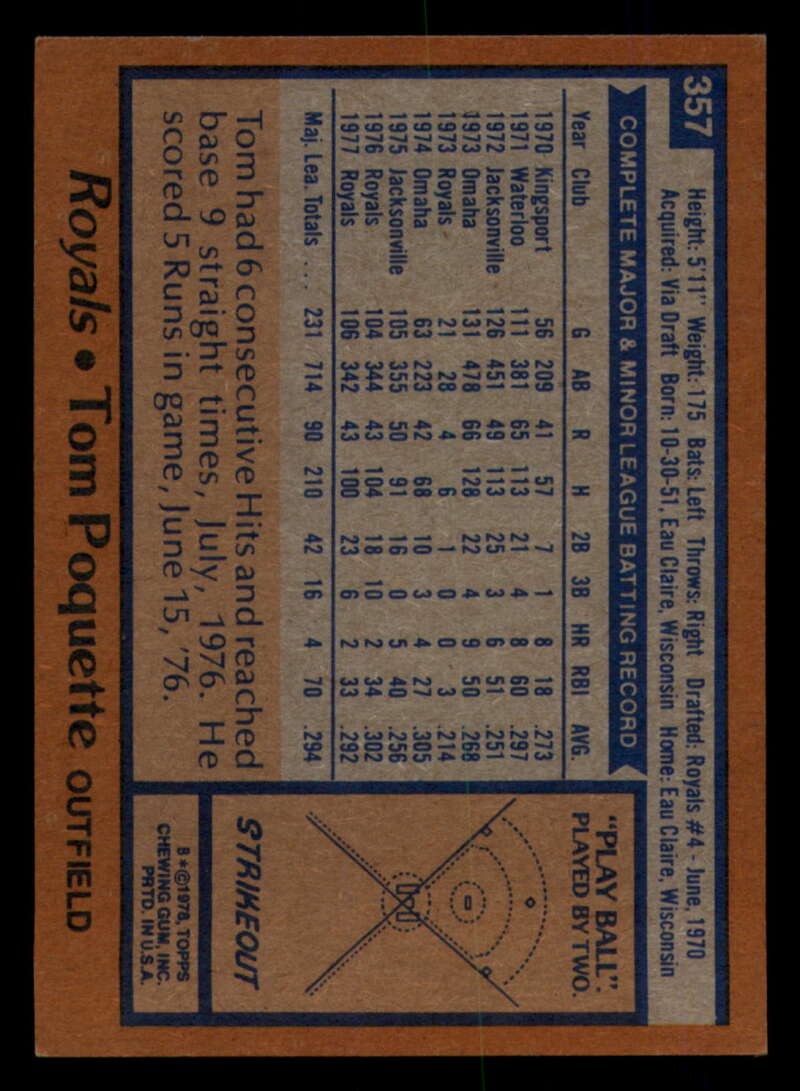 357
Height: 5'11" Weight: 175 Bats: Left Throws: Right Drafted: Royals #4 - June, 1970
Acquired: Via Draft Born: 10-30-51, Eau Claire, Wisconsin Home: Eau Claire, Wisconsin
COMPLETE MAJOR & MINOR LEAGUE BATTING RECORD
Year Club G AB R H 2B 3B HR RBI AVG.
1970 Kingsport 56 209 41 57 7 1 8 18 .273
1971 Waterloo 111 381 65 113 21 4 8 60 .297
1972 Jacksonville 126 451 49 113 25 3 6 51 .251
1973 Omaha 131 478 66 128 22 4 9 50 .268
1973 Royals 21 28 4 6 1 0 0 3 .214
1974 Omaha 63 223 42 68 10 3 4 27 .305
1975 Jacksonville 105 355 50 91 16 0 5 40 .256
1976 Royals 104 344 43 104 18 10 2 34 .302
1977 Royals 106 342 43 100 23 6 2 33 .292
Maj. Lea. Totals ... 231 714 90 210 42 16 4 70 .294
Tom had 6 consecutive Hits and reached
base 9 straight times, July, 1976. He
scored 5 Runs in game, June 15, '76.
"PLAY BALL".
PLAYED BY TWO.
STRIKEOUT
B*©1978, TOPPS
CHEWING GUM, INC.
PRTD. IN U.S.A.
Royals • Tom Poquette OUTFIELD